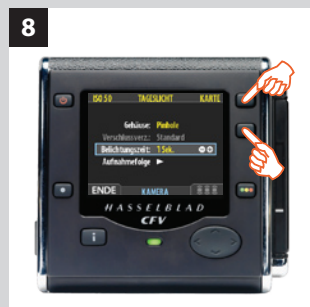 8
ISO 50 TAGESLICHT KARTE
Gehäuse: Pinhole
Verschlussverz.: Standard
Belichtungszeit: 1 Sek.
Aufnahmefolge
ENDE KAMERA
HASSELBLAD
CFV
i